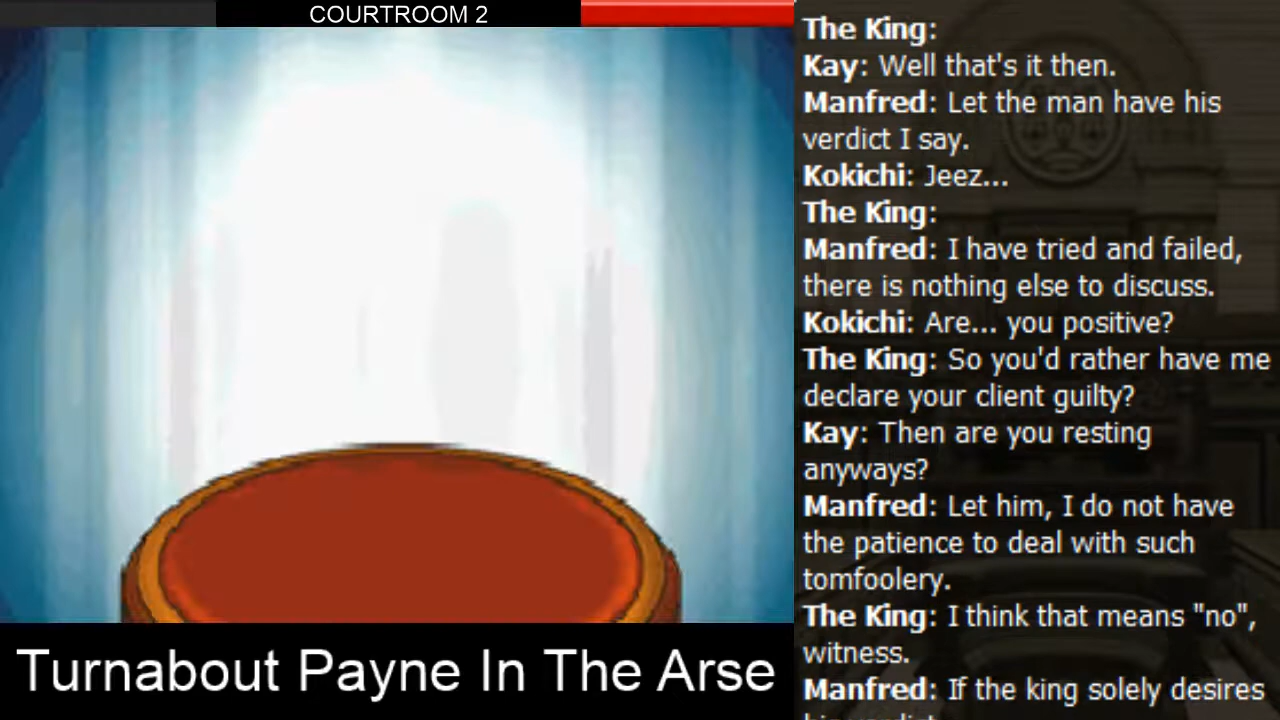 COURTROOM 2
The King:
Kay: Well that's it then.
Manfred: Let the man have his
verdict I say.
Kokichi: Jeez...
The King:
Manfred: I have tried and failed,
there is nothing else to discuss.
Kokichi: Are... you positive?
The King: So you'd rather have me
declare your client guilty?
Kay: Then are you resting
anyways?
Manfred: Let him, I do not have
the patience to deal with such
tomfoolery.
The King: I think that means "no",
witness.
Manfred: If the king solely desires
Turnabout Payne In The Arse